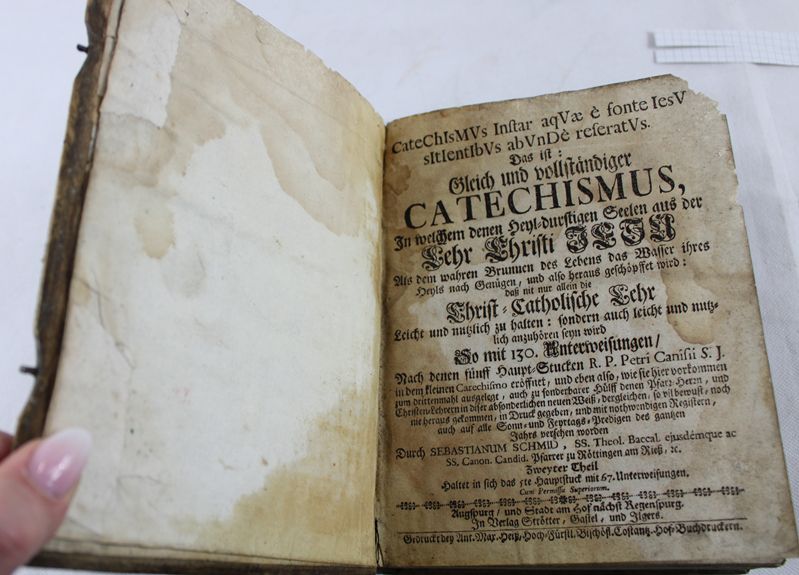 CateChIsMVs Instar aqVæ è fonte IesV
sItIentIbVs abVnDè reseratVs.
Das ist:
Gleich und vollständiger
CATECHISMUS,
In welchem denen Heyl-durstigen Seelen aus der
Lehr Christi JESU
Als dem wahren Brunnen des Lebens das Wasser ihres
Heyls nach Genügen, und also heraus geschöpffet wird:
daß nit nur allein die
Christ-Catholische Lehr
Leicht und nutzlich zu halten: sondern auch leicht und nutz-
lich anzuhören seyn wird
So mit 130. Unterweisungen/
Nach denen fünff Haupt-Stucken R. P. Petri Canisii S. J.
in dem kleinen Catechismo eröffnet, und eben also, wie sie hier vorkommen
zum drittenmahl ausgelegt, auch zu sonderbarer Hülff denen Pfarr-Herrn, und
Christen-Lehrern in diser absonderlichen neuen Weiß, dergleichen, so vil bewust, noch
nie heraus gekommen, in Druck gegeben, und mit nothwendigen Registern,
auch auf alle Sonn- und Feyrtags-Predigen des gantzen
Jahrs versehen worden
Durch SEBASTIANUM SCHMID, SS. Theol. Baccal. ejusdémque ac
SS. Canon. Candid. Pfarrer zu Röttingen am Rieß, &c.
Zweyter Theil
Haltet in sich das 5te Hauptstuck mit 67. Unterweisungen.
Cum Permissu Superiorum.
Augspurg/ und Stadt am Hof nächst Regenspurg.
In Verlag Strötter, Gastel, und Jlgers.
Gedruckt bey Ant. Max. Heiß, Hoch-Fürstl. Bischöfl. Costantz. Hof-Buchdruckern.